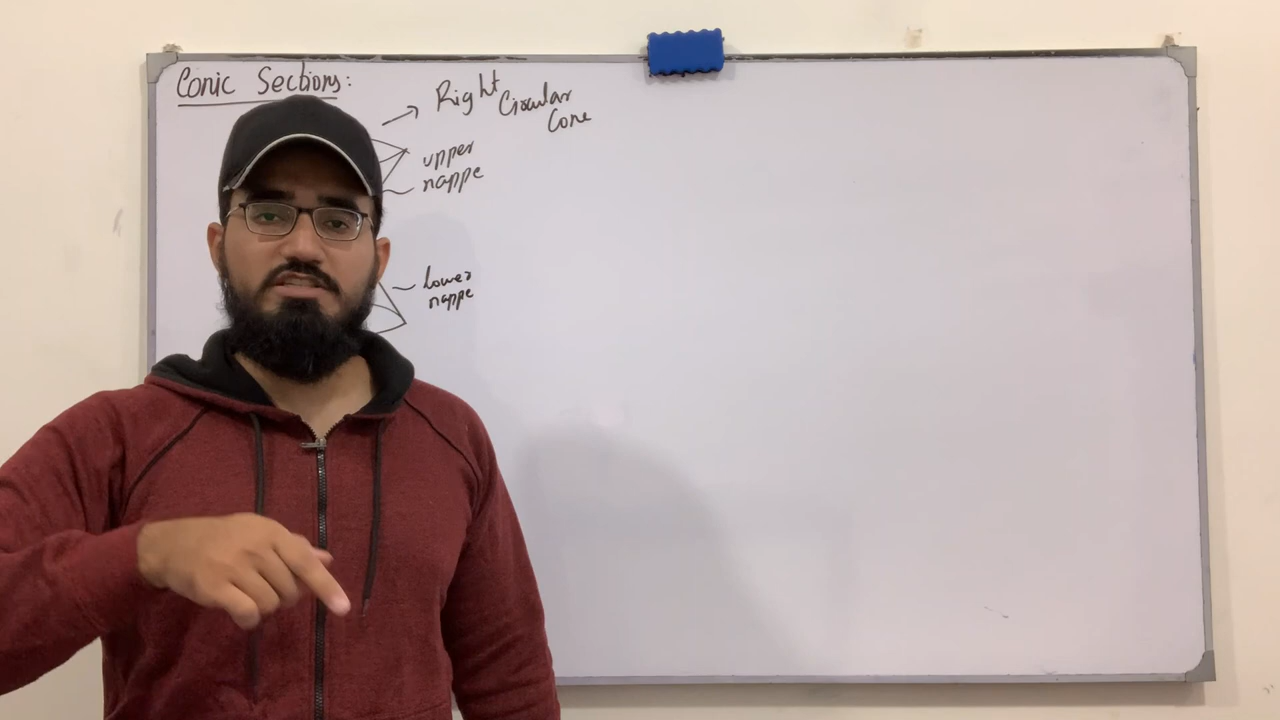 Conic Sections:
Right Circular
Cone
upper
nappe
lower
nappe